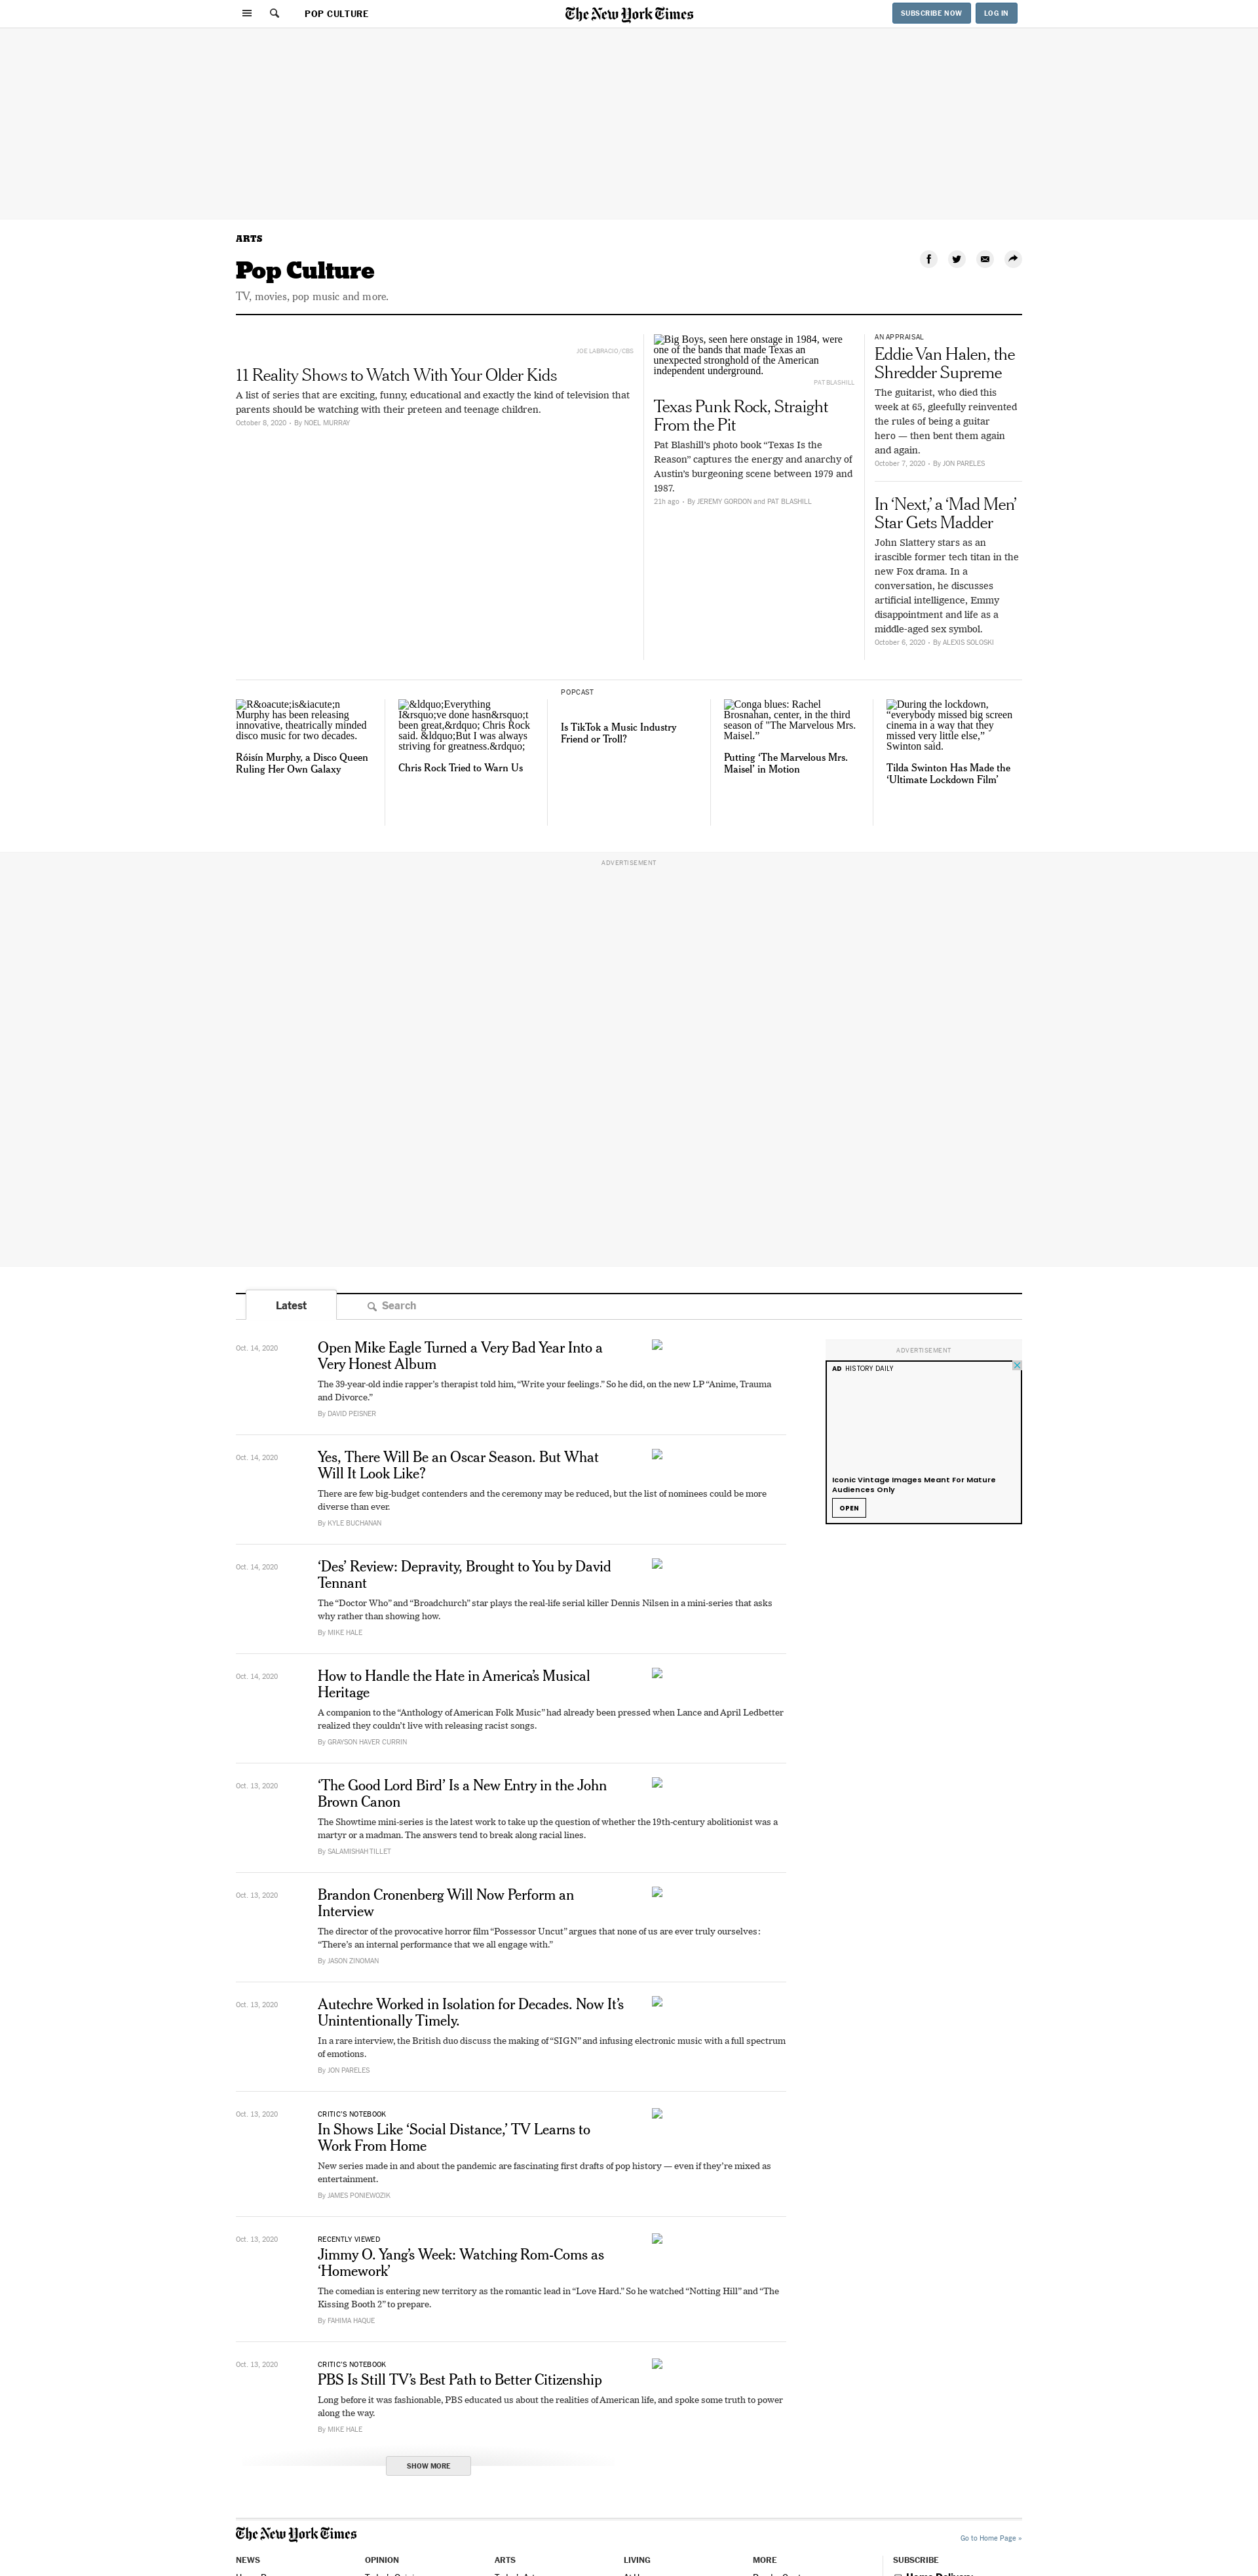 POP CULTURE
The New York Times
SUBSCRIBE NOW
LOG IN
ARTS
Pop Culture
TV, movies, pop music and more.
JOE LABRACIO/CBS
11 Reality Shows to Watch With Your Older Kids
A list of series that are exciting, funny, educational and exactly the kind of television that
parents should be watching with their preteen and teenage children.
October 8, 2020 • By NOEL MURRAY
Big Boys, seen here onstage in 1984, were
one of the bands that made Texas an
unexpected stronghold of the American
independent underground.
PAT BLASHILL
Texas Punk Rock, Straight
From the Pit
Pat Blashill’s photo book “Texas Is the
Reason” captures the energy and anarchy of
Austin’s burgeoning scene between 1979 and
1987.
21h ago • By JEREMY GORDON and PAT BLASHILL
AN APPRAISAL
Eddie Van Halen, the
Shredder Supreme
The guitarist, who died this
week at 65, gleefully reinvented
the rules of being a guitar
hero — then bent them again
and again.
October 7, 2020 • By JON PARELES
In ‘Next,’ a ‘Mad Men’
Star Gets Madder
John Slattery stars as an
irascible former tech titan in the
new Fox drama. In a
conversation, he discusses
artificial intelligence, Emmy
disappointment and life as a
middle-aged sex symbol.
October 6, 2020 • By ALEXIS SOLOSKI
R&oacute;is&iacute;n
Murphy has been releasing
innovative, theatrically minded
disco music for two decades.
Róisín Murphy, a Disco Queen
Ruling Her Own Galaxy
&ldquo;Everything
I&rsquo;ve done hasn&rsquo;t
been great,&rdquo; Chris Rock
said. &ldquo;But I was always
striving for greatness.&rdquo;
Chris Rock Tried to Warn Us
POPCAST
Is TikTok a Music Industry
Friend or Troll?
Conga blues: Rachel
Brosnahan, center, in the third
season of "The Marvelous Mrs.
Maisel.”
Putting ‘The Marvelous Mrs.
Maisel’ in Motion
During the lockdown,
“everybody missed big screen
cinema in a way that they
missed very little else,”
Swinton said.
Tilda Swinton Has Made the
‘Ultimate Lockdown Film’
ADVERTISEMENT
Latest
Search
Oct. 14, 2020
Open Mike Eagle Turned a Very Bad Year Into a
Very Honest Album
The 39-year-old indie rapper’s therapist told him, “Write your feelings.” So he did, on the new LP “Anime, Trauma
and Divorce.”
By DAVID PEISNER
ADVERTISEMENT
AD HISTORY DAILY
Iconic Vintage Images Meant For Mature
Audiences Only
OPEN
Oct. 14, 2020
Yes, There Will Be an Oscar Season. But What
Will It Look Like?
There are few big-budget contenders and the ceremony may be reduced, but the list of nominees could be more
diverse than ever.
By KYLE BUCHANAN
Oct. 14, 2020
‘Des’ Review: Depravity, Brought to You by David
Tennant
The “Doctor Who” and “Broadchurch” star plays the real-life serial killer Dennis Nilsen in a mini-series that asks
why rather than showing how.
By MIKE HALE
Oct. 14, 2020
How to Handle the Hate in America’s Musical
Heritage
A companion to the “Anthology of American Folk Music” had already been pressed when Lance and April Ledbetter
realized they couldn’t live with releasing racist songs.
By GRAYSON HAVER CURRIN
Oct. 13, 2020
‘The Good Lord Bird’ Is a New Entry in the John
Brown Canon
The Showtime mini-series is the latest work to take up the question of whether the 19th-century abolitionist was a
martyr or a madman. The answers tend to break along racial lines.
By SALAMISHAH TILLET
Oct. 13, 2020
Brandon Cronenberg Will Now Perform an
Interview
The director of the provocative horror film “Possessor Uncut” argues that none of us are ever truly ourselves:
“There’s an internal performance that we all engage with.”
By JASON ZINOMAN
Oct. 13, 2020
Autechre Worked in Isolation for Decades. Now It’s
Unintentionally Timely.
In a rare interview, the British duo discuss the making of “SIGN” and infusing electronic music with a full spectrum
of emotions.
By JON PARELES
Oct. 13, 2020
CRITIC’S NOTEBOOK
In Shows Like ‘Social Distance,’ TV Learns to
Work From Home
New series made in and about the pandemic are fascinating first drafts of pop history — even if they’re mixed as
entertainment.
By JAMES PONIEWOZIK
Oct. 13, 2020
RECENTLY VIEWED
Jimmy O. Yang’s Week: Watching Rom-Coms as
‘Homework’
The comedian is entering new territory as the romantic lead in “Love Hard.” So he watched “Notting Hill” and “The
Kissing Booth 2” to prepare.
By FAHIMA HAQUE
Oct. 13, 2020
CRITIC’S NOTEBOOK
PBS Is Still TV’s Best Path to Better Citizenship
Long before it was fashionable, PBS educated us about the realities of American life, and spoke some truth to power
along the way.
By MIKE HALE
SHOW MORE
The New York Times
Go to Home Page »
NEWS
OPINION
ARTS
LIVING
MORE
SUBSCRIBE